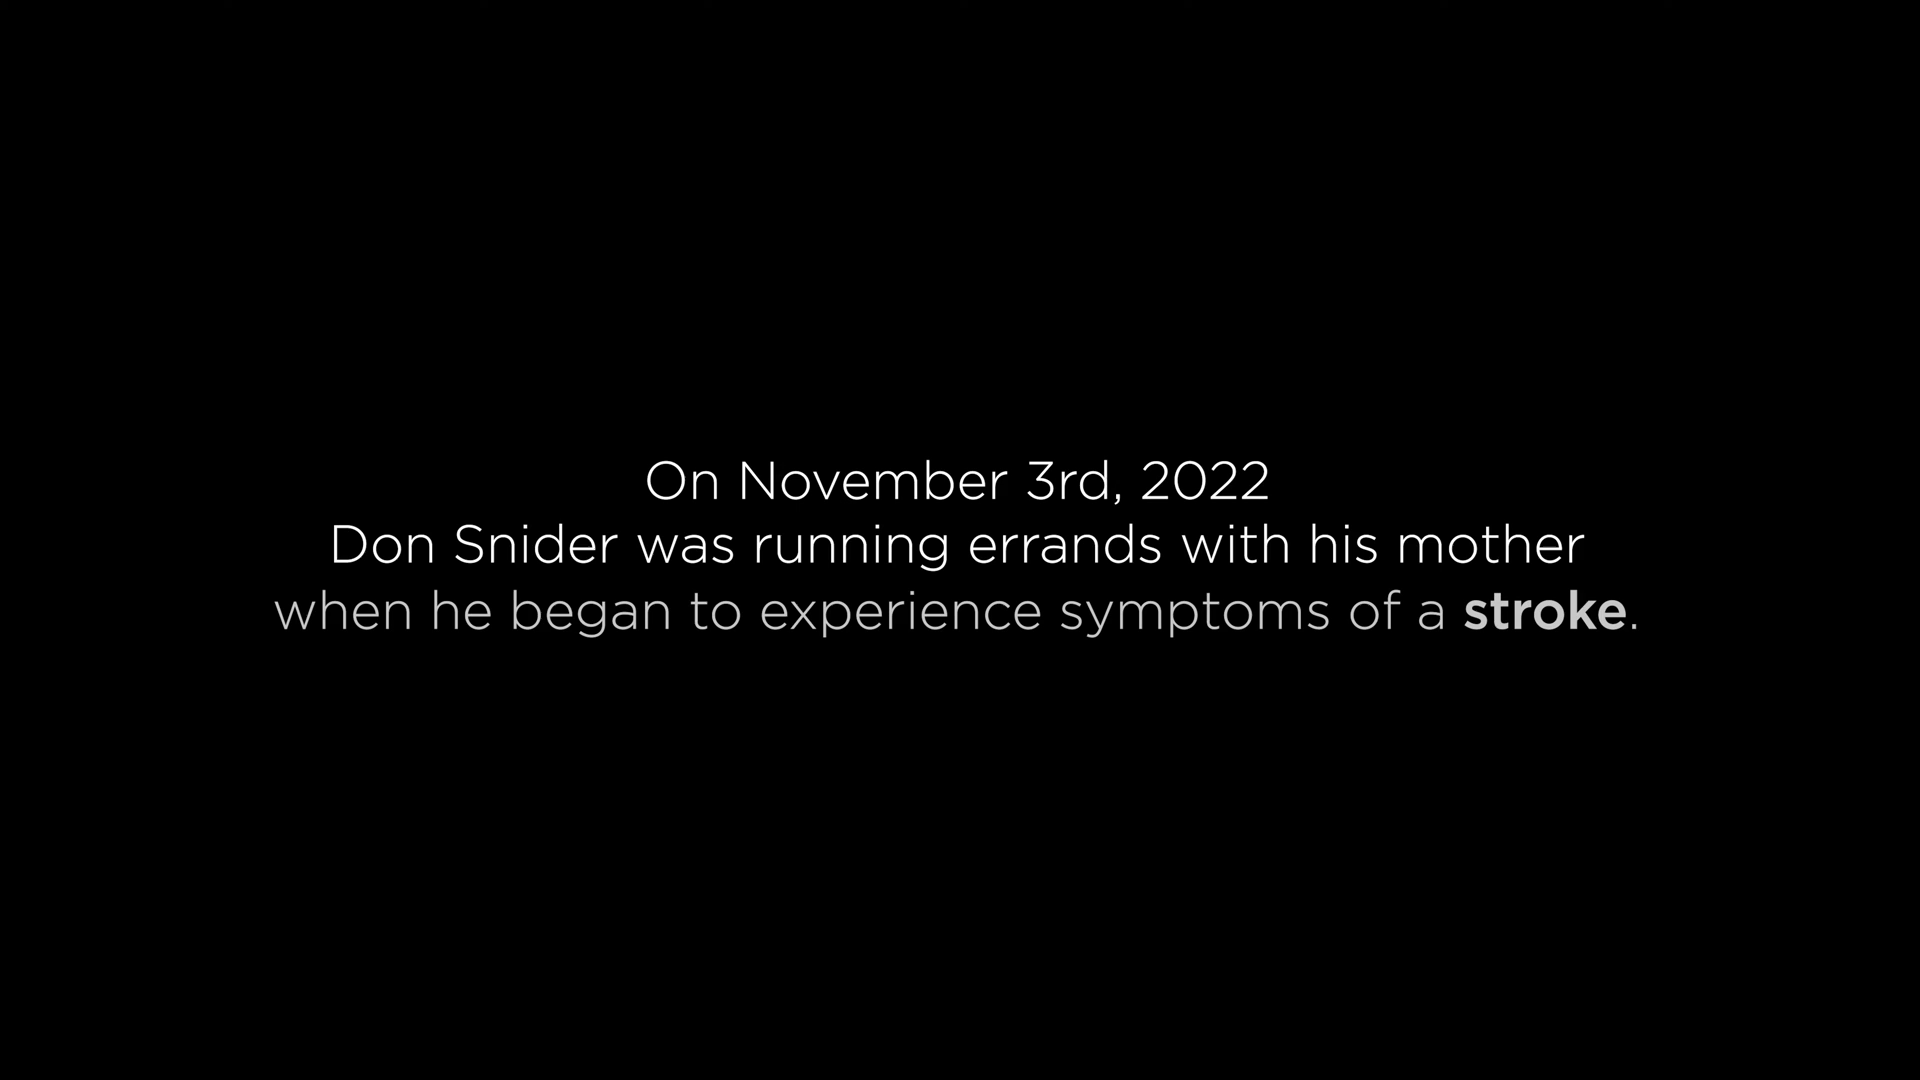 On November 3rd, 2022
Don Snider was running errands with his mother
when he began to experience symptoms of a stroke.